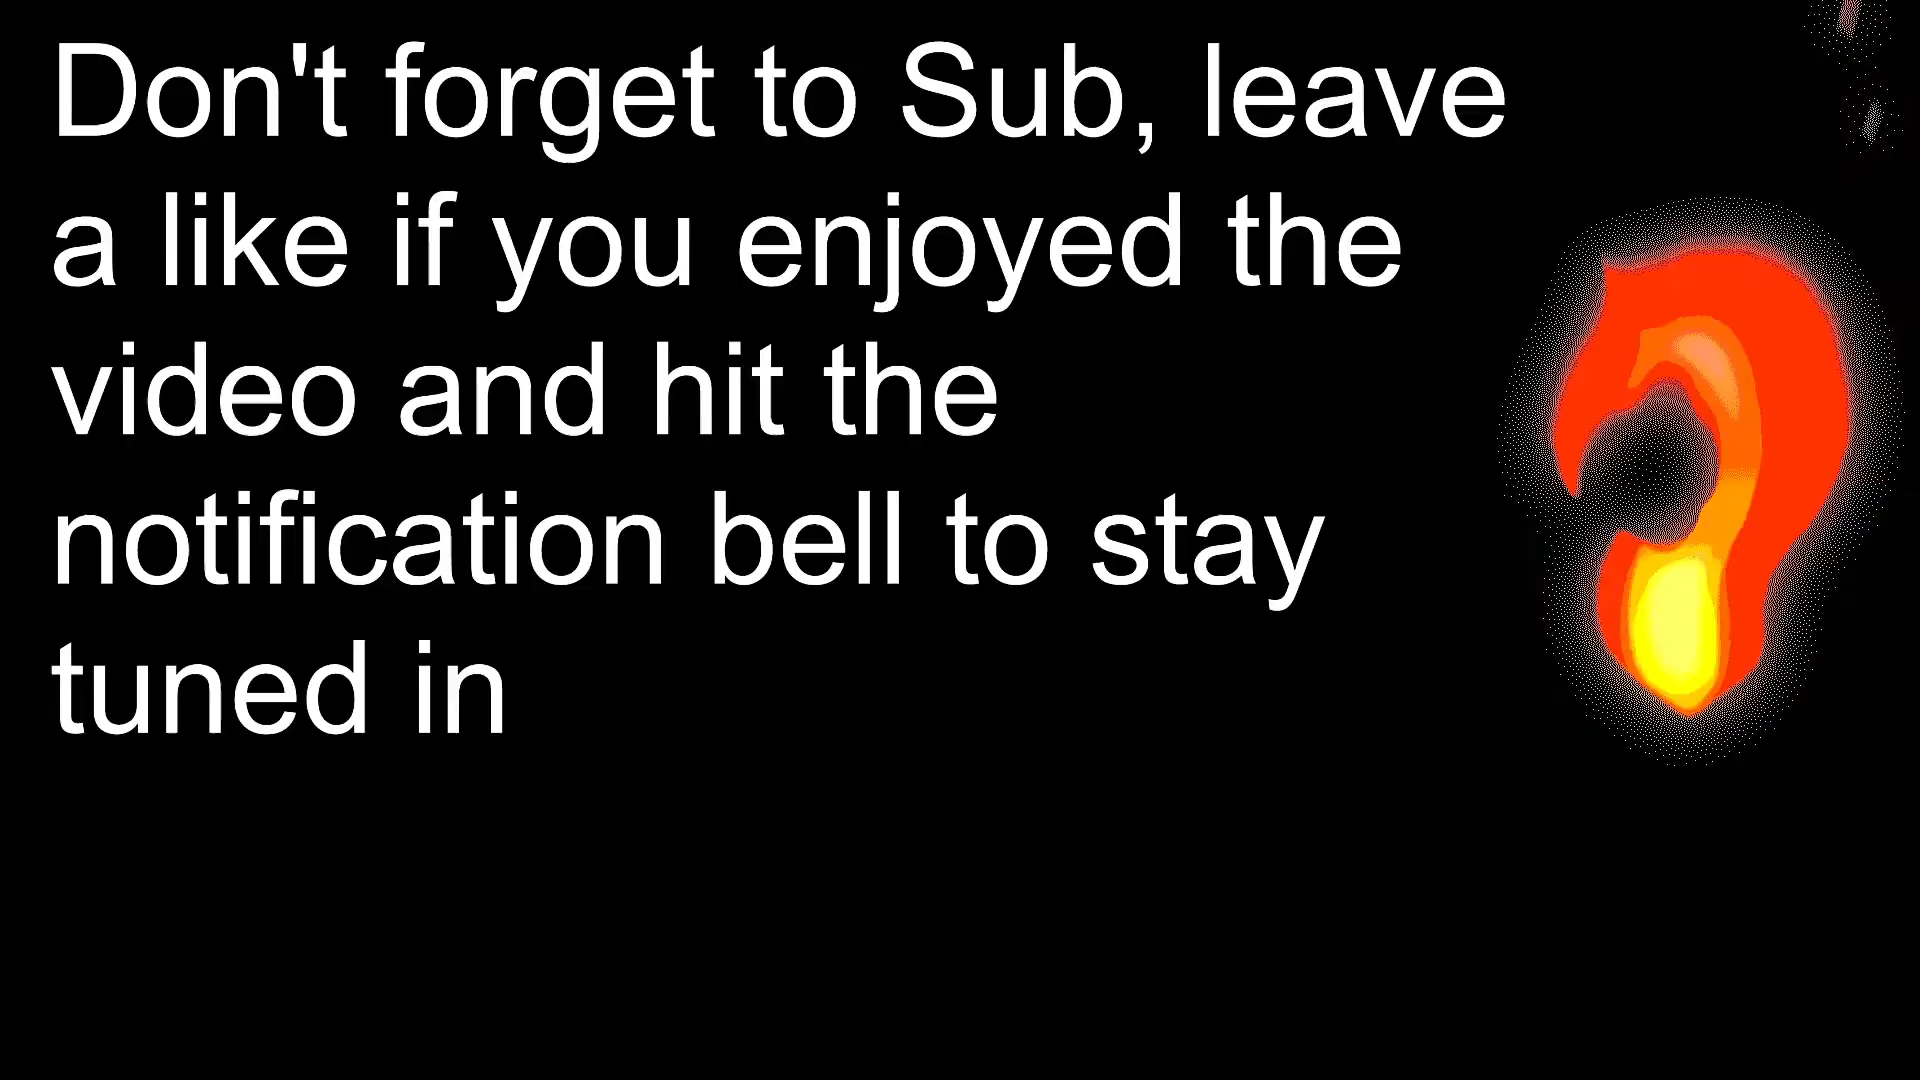 Don't forget to Sub, leave
a like if you enjoyed the
video and hit the
notification bell to stay
tuned in